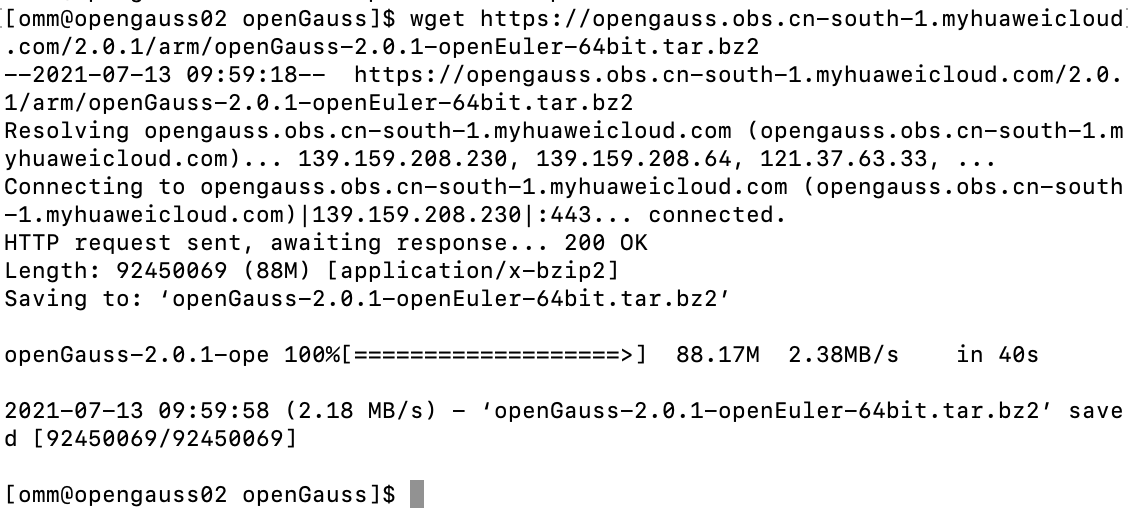 [omm@opengauss02 openGauss]$ wget https://opengauss.obs.cn-south-1.myhuaweicloud
.com/2.0.1/arm/openGauss-2.0.1-openEuler-64bit.tar.bz2
--2021-07-13 09:59:18--  https://opengauss.obs.cn-south-1.myhuaweicloud.com/2.0.
1/arm/openGauss-2.0.1-openEuler-64bit.tar.bz2
Resolving opengauss.obs.cn-south-1.myhuaweicloud.com (opengauss.obs.cn-south-1.m
yhuaweicloud.com)... 139.159.208.230, 139.159.208.64, 121.37.63.33, ...
Connecting to opengauss.obs.cn-south-1.myhuaweicloud.com (opengauss.obs.cn-south
-1.myhuaweicloud.com)|139.159.208.230|:443... connected.
HTTP request sent, awaiting response... 200 OK
Length: 92450069 (88M) [application/x-bzip2]
Saving to: ‘openGauss-2.0.1-openEuler-64bit.tar.bz2’
openGauss-2.0.1-ope 100%[===================>]  88.17M  2.38MB/s    in 40s
2021-07-13 09:59:58 (2.18 MB/s) - ‘openGauss-2.0.1-openEuler-64bit.tar.bz2’ save
d [92450069/92450069]
[omm@opengauss02 openGauss]$